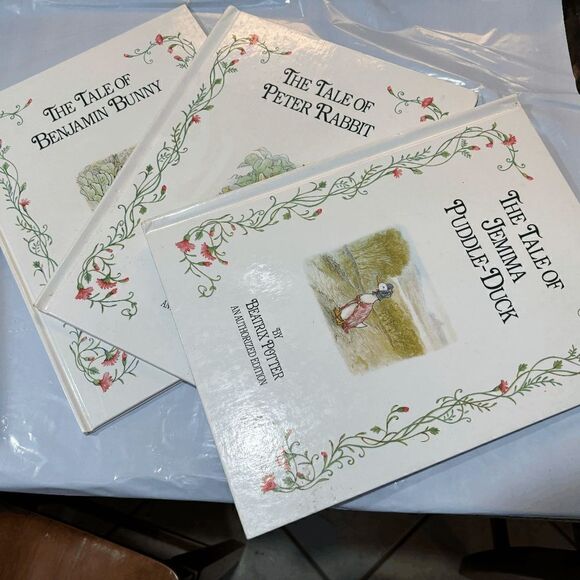 THE TALE OF
BENJAMIN BUNNY
THE TALE OF
PETER RABBIT
THE TALE OF
JEMIMA
PUDDLE-DUCK
BY
BEATRIX POTTER
AN AUTHORIZED EDITION